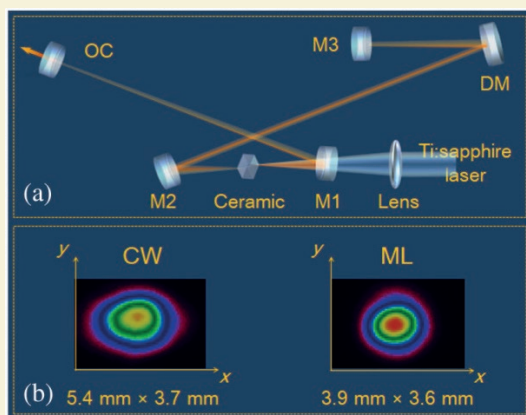 (a)
OC
M3
DM
M2
Ceramic
M1
Lens
Ti:sapphire
laser
(b)
CW
ML
y
x
y
x
5.4 mm × 3.7 mm
3.9 mm × 3.6 mm